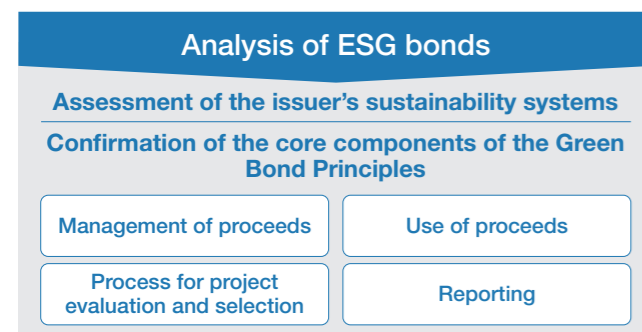 Analysis of ESG bonds
Assessment of the issuer’s sustainability systems
Confirmation of the core components of the Green
Bond Principles
Management of proceeds
Use of proceeds
Process for project
evaluation and selection
Reporting